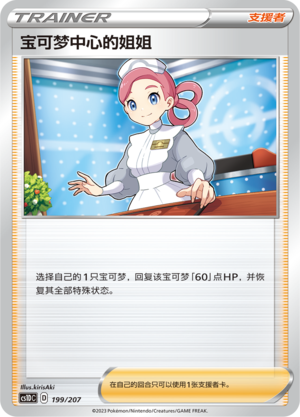 TRAINER
支援者
宝可梦中心的姐姐
选择自己的1只宝可梦，回复该宝可梦「60」点HP，并恢
复其全部特殊状态。
Illus.kirisAki
在自己的回合只可以使用1张支援者卡。
CS1DC D 199/207
©2023 Pokémon/Nintendo/Creatures/GAME FREAK.